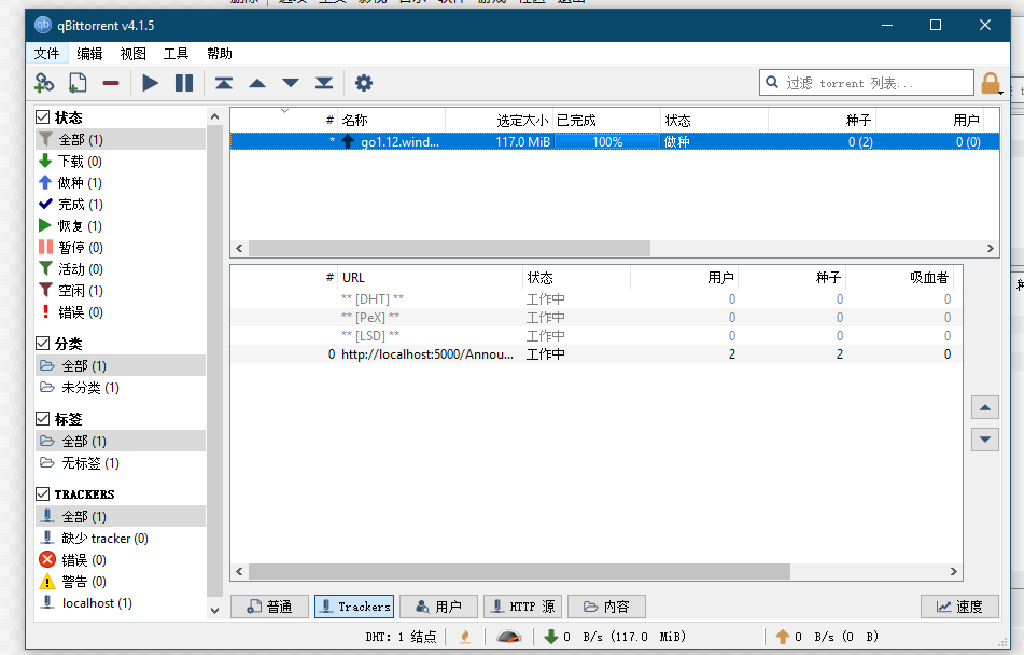 qBittorrent v4.1.5
文件 编辑 视图 工具 帮助
过滤 torrent 列表...
状态
全部 (1)
下载 (0)
做种 (1)
完成 (1)
恢复 (1)
暂停 (0)
活动 (0)
空闲 (1)
错误 (0)
分类
全部 (1)
未分类 (1)
标签
全部 (1)
无标签 (1)
TRACKERS
全部 (1)
缺少 tracker (0)
错误 (0)
警告 (0)
localhost (1)
# 名称 选定大小 已完成 状态 种子 用户
* go1.12.wind... 117.0 MiB 100% 做种 0 (2) 0 (0)
# URL 状态 用户 种子 吸血者
** [DHT] ** 工作中 0 0 0
** [PeX] ** 工作中 0 0 0
** [LSD] ** 工作中 0 0 0
0 http://localhost:5000/Annou... 工作中 2 2 0
普通 Trackers 用户 HTTP 源 内容 速度
DHT: 1 结点 0 B/s (117.0 MiB) 0 B/s (0 B)